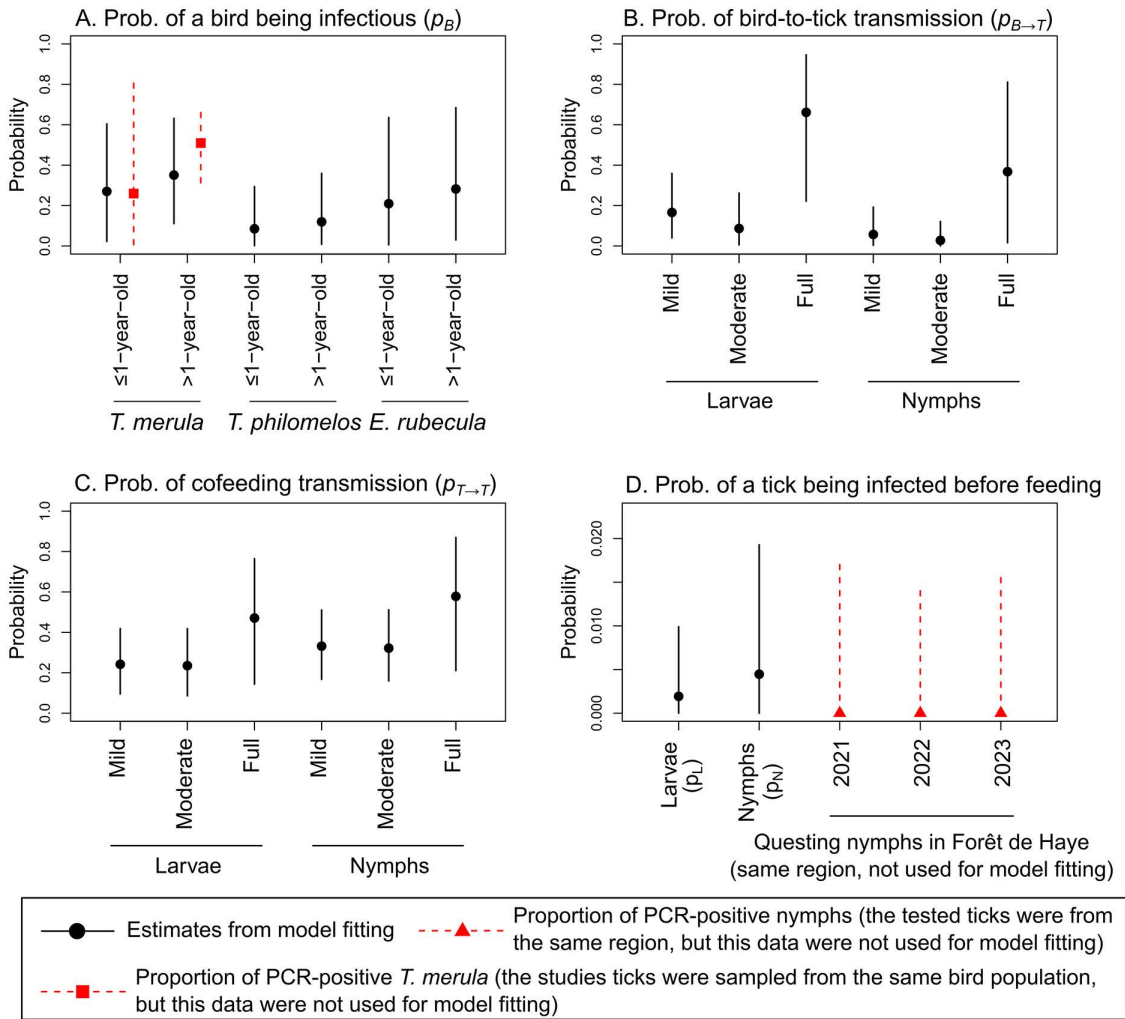 A. Prob. of a bird being infectious (pB)
Probability
0.0 0.2 0.4 0.6 0.8 1.0
≤1−year−old >1−year−old ≤1−year−old >1−year−old ≤1−year−old >1−year−old
T. merula T. philomelos E. rubecula
B. Prob. of bird-to-tick transmission (pB→T)
Probability
0.0 0.2 0.4 0.6 0.8 1.0
Mild Moderate Full Mild Moderate Full
Larvae Nymphs
C. Prob. of cofeeding transmission (pT→T)
Probability
0.0 0.2 0.4 0.6 0.8 1.0
Mild Moderate Full Mild Moderate Full
Larvae Nymphs
D. Prob. of a tick being infected before feeding
Probability
0.000 0.010 0.020
Larvae (pL) Nymphs (pN) 2021 2022 2023
Questing nymphs in Forêt de Haye
(same region, not used for model fitting)
Estimates from model fitting
Proportion of PCR-positive nymphs (the tested ticks were from
the same region, but this data were not used for model fitting)
Proportion of PCR-positive T. merula (the studies ticks were sampled from the same bird population,
but this data were not used for model fitting)